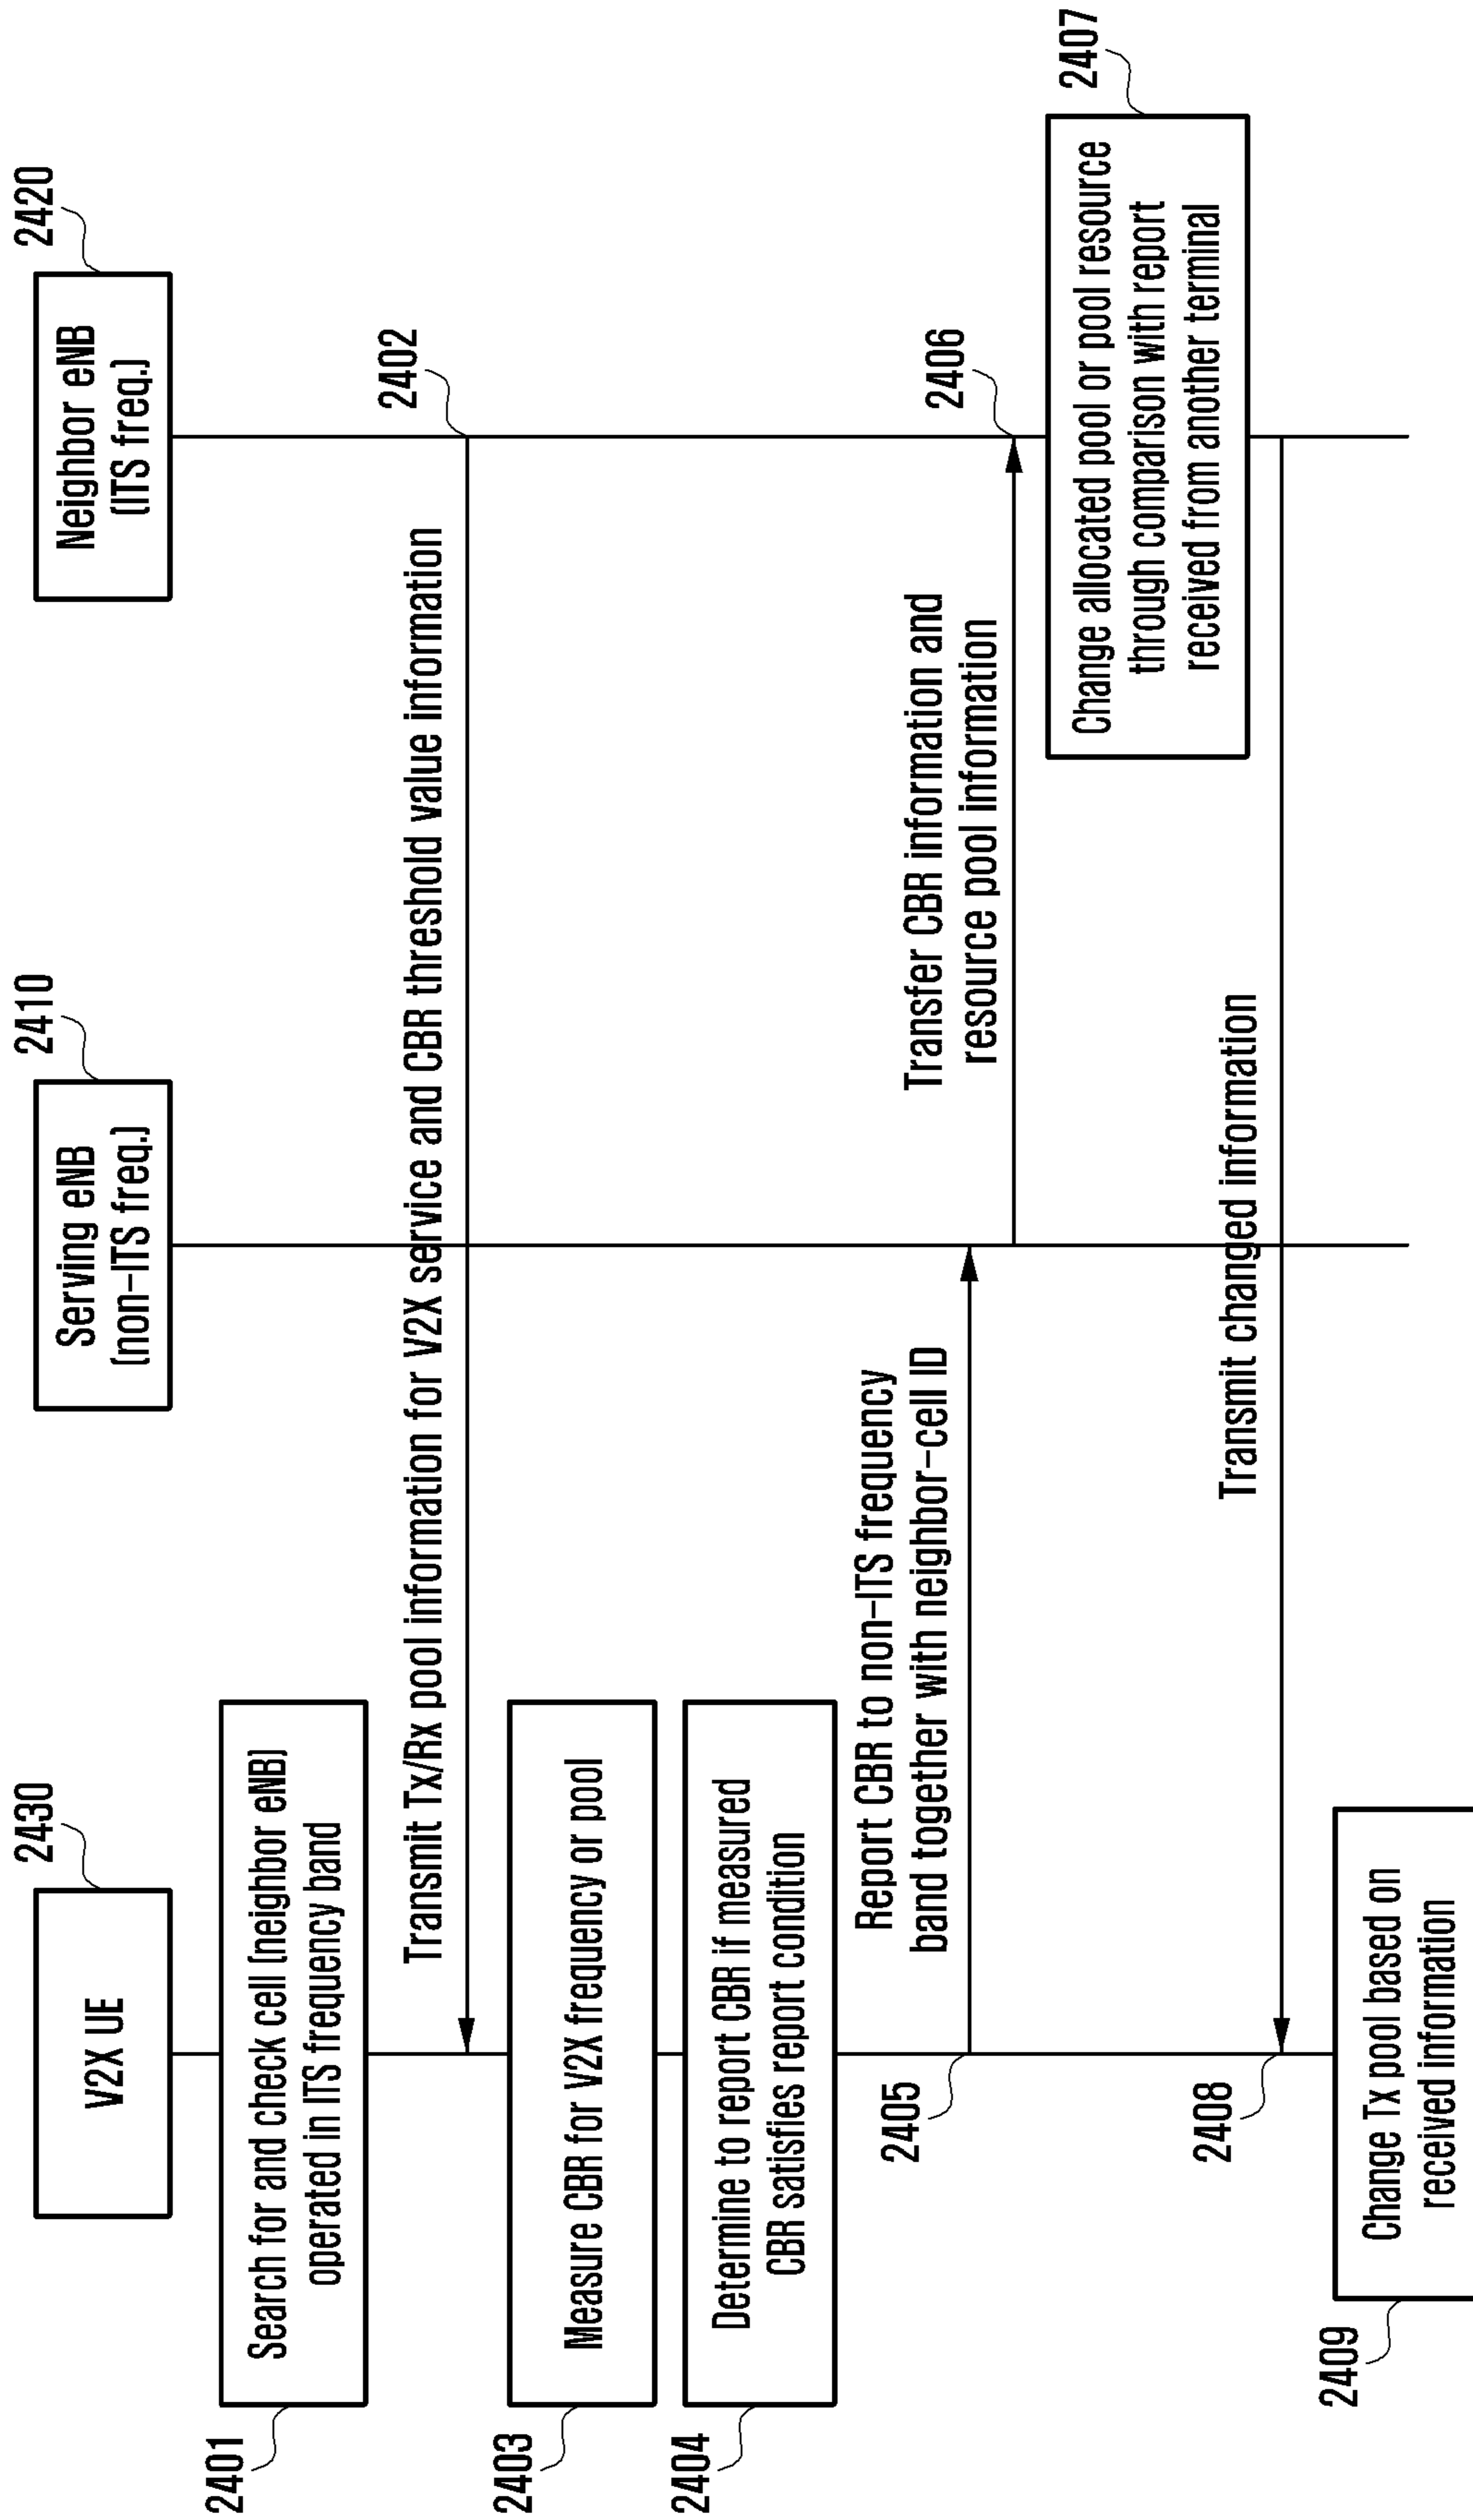 2430
2410
2420
V2X UE
Serving eNB
(non-ITS freq.)
Neighbor eNB
(ITS freq.)
2401
Search for and check cell (neighbor eNB)
operated in ITS frequency band
2402
Transmit Tx/Rx pool information for V2X service and CBR threshold value information
2403
Measure CBR for V2X frequency or pool
2404
Determine to report CBR if measured
CBR satisfies report condition
Report CBR to non-ITS frequency
band together with neighbor-cell ID
2405
Transfer CBR information and
resource pool information
2406
2407
Change allocated pool or pool resource
through comparison with report
received from another terminal
Transmit changed information
2408
2409
Change Tx pool based on
received information